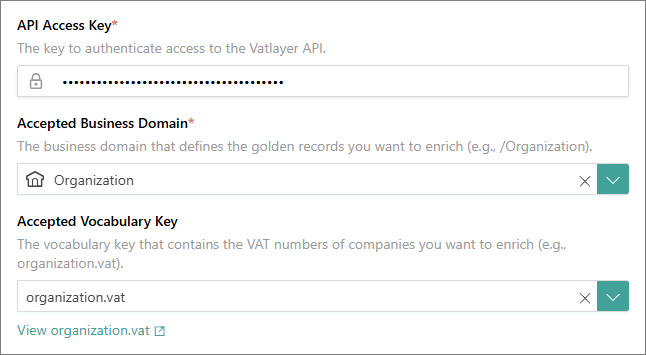 API Access Key*
The key to authenticate access to the Vatlayer API.
••••••••••••••••••••••••••••••••••••••
Accepted Business Domain*
The business domain that defines the golden records you want to enrich (e.g., /Organization).
Organization
Accepted Vocabulary Key
The vocabulary key that contains the VAT numbers of companies you want to enrich (e.g.,
organization.vat).
organization.vat
View organization.vat